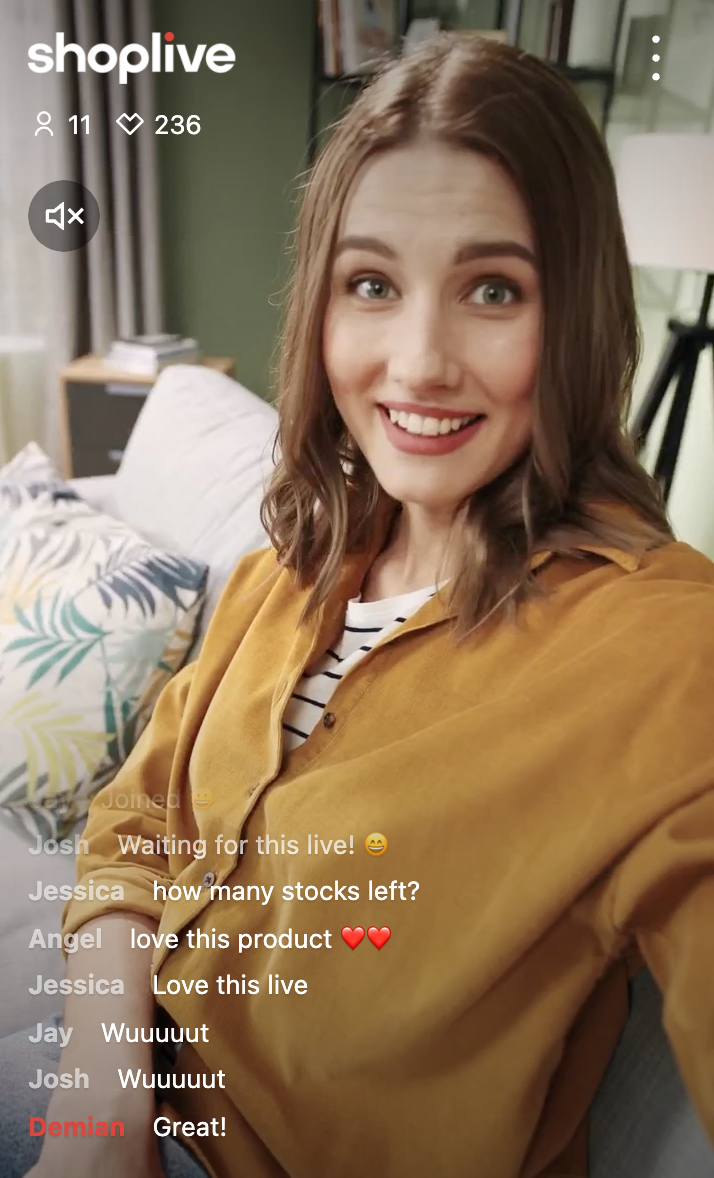 shoplive
11 236
Jay Joined 😀
Josh Waiting for this live! 😄
Jessica how many stocks left?
Angel love this product ❤️❤️
Jessica Love this live
Jay Wuuuuut
Josh Wuuuuut
Demian Great!